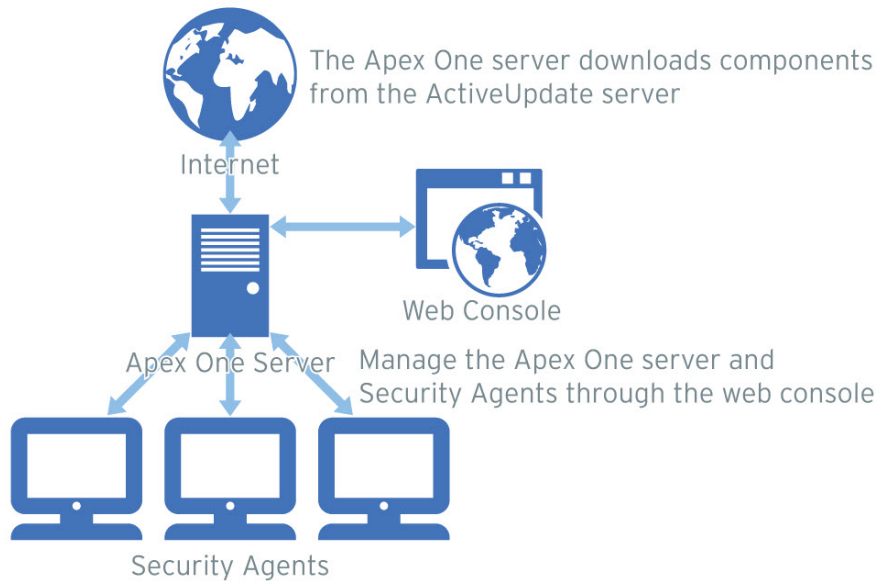 The Apex One server downloads components
from the ActiveUpdate server
Internet
Web Console
Apex One Server
Manage the Apex One server and
Security Agents through the web console
Security Agents